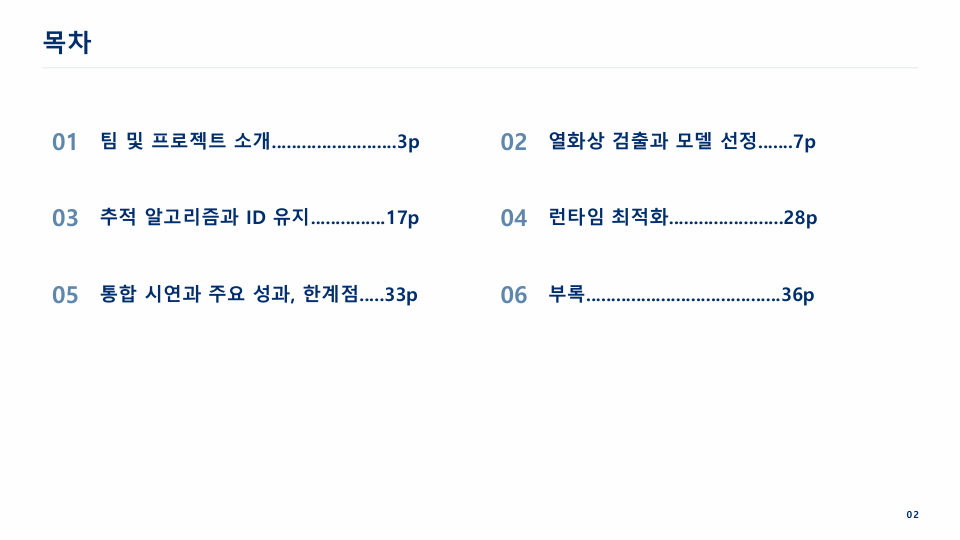 목차
01 팀 및 프로젝트 소개.........................3p
02 열화상 검출과 모델 선정.......7p
03 추적 알고리즘과 ID 유지...............17p
04 런타임 최적화.......................28p
05 통합 시연과 주요 성과, 한계점.....33p
06 부록.......................................36p
02